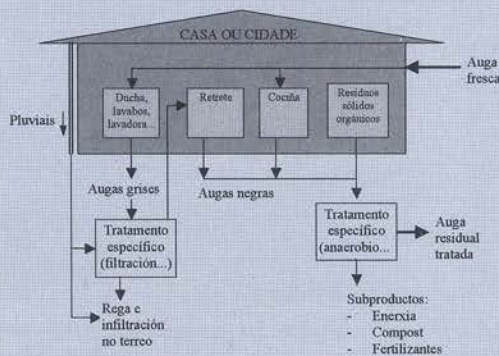 CASA OU CIDADE
Auga
fresca
Ducha,
lavabos,
lavadora...
Retrete
Cociña
Residuos
sólidos
orgánicos
Pluviais
Augas grises
Augas negras
Tratamento
específico
(filtración...)
Tratamento
específico
(anaerobio...
Auga
residual
tratada
Rega e
infiltración
no terreo
Subproductos:
- Enerxia
- Compost
- Fertilizantes